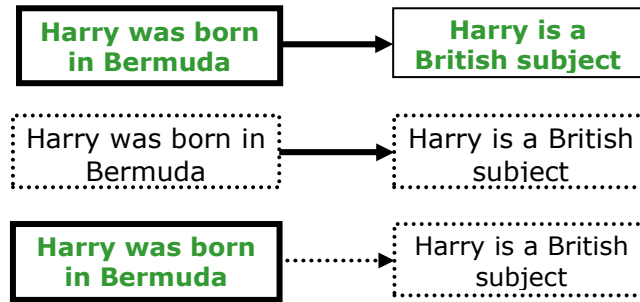 Harry was born
in Bermuda
Harry is a
British subject
Harry was born in
Bermuda
Harry is a British
subject
Harry was born
in Bermuda
Harry is a British
subject